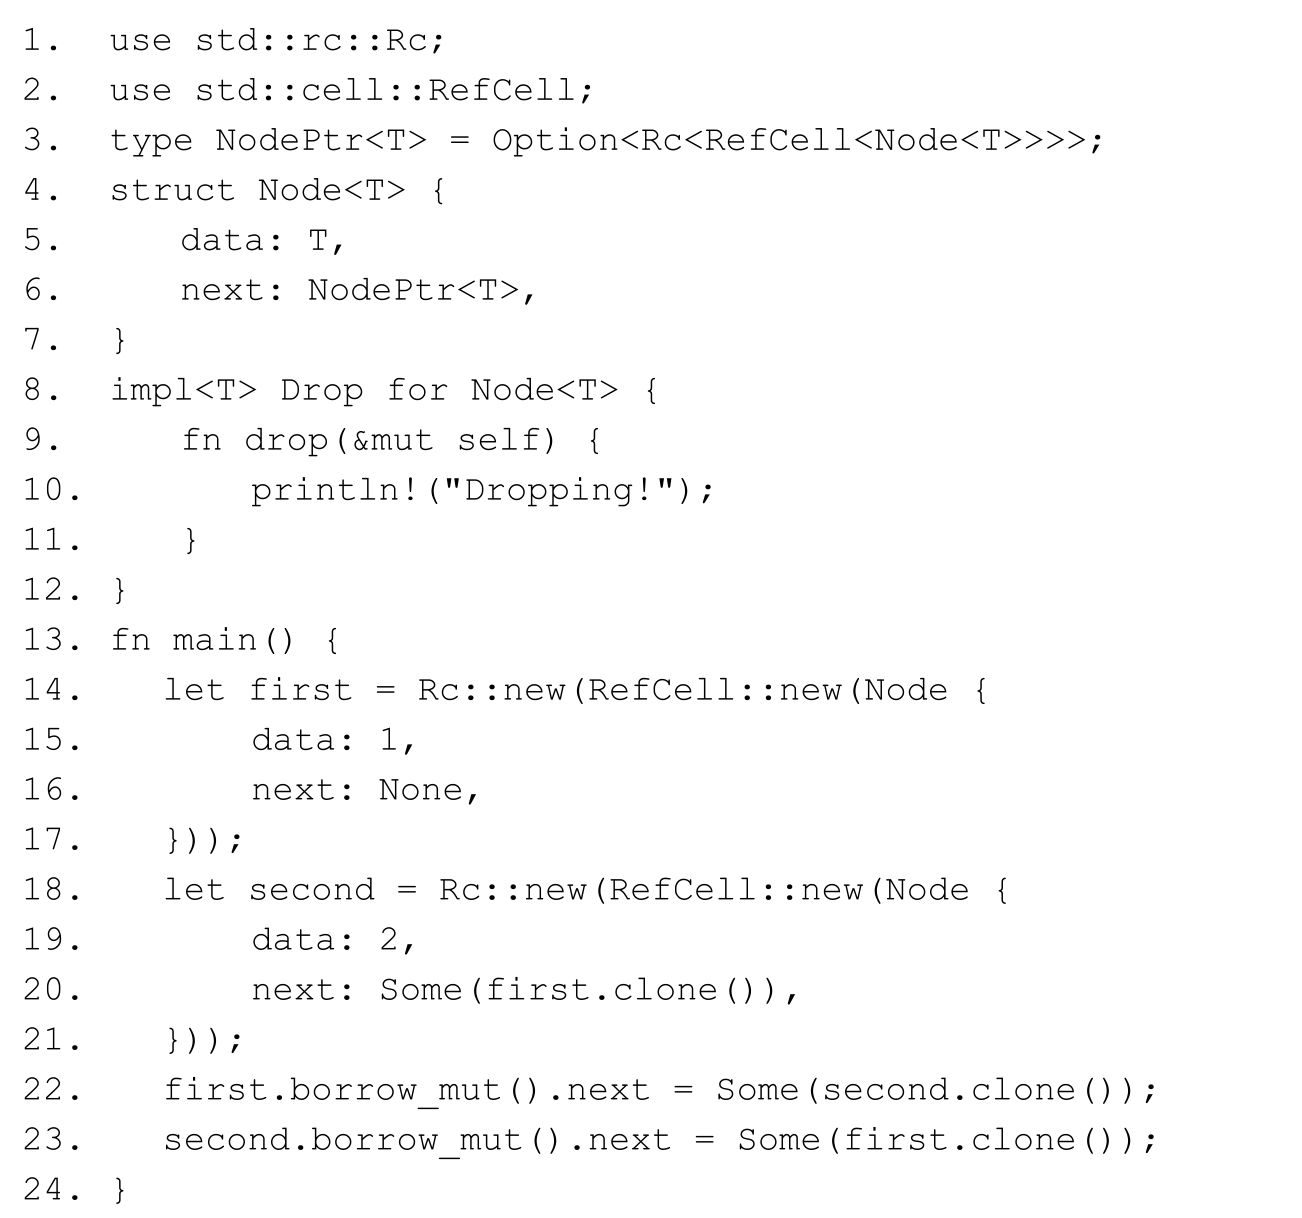 1. use std::rc::Rc;
2. use std::cell::RefCell;
3. type NodePtr<T> = Option<Rc<RefCell<Node<T>>>>;
4. struct Node<T> {
5. data: T,
6. next: NodePtr<T>,
7. }
8. impl<T> Drop for Node<T> {
9. fn drop(&mut self) {
10. println!("Dropping!");
11. }
12. }
13. fn main() {
14. let first = Rc::new(RefCell::new(Node {
15. data: 1,
16. next: None,
17. }));
18. let second = Rc::new(RefCell::new(Node {
19. data: 2,
20. next: Some(first.clone()),
21. }));
22. first.borrow_mut().next = Some(second.clone());
23. second.borrow_mut().next = Some(first.clone());
24. }